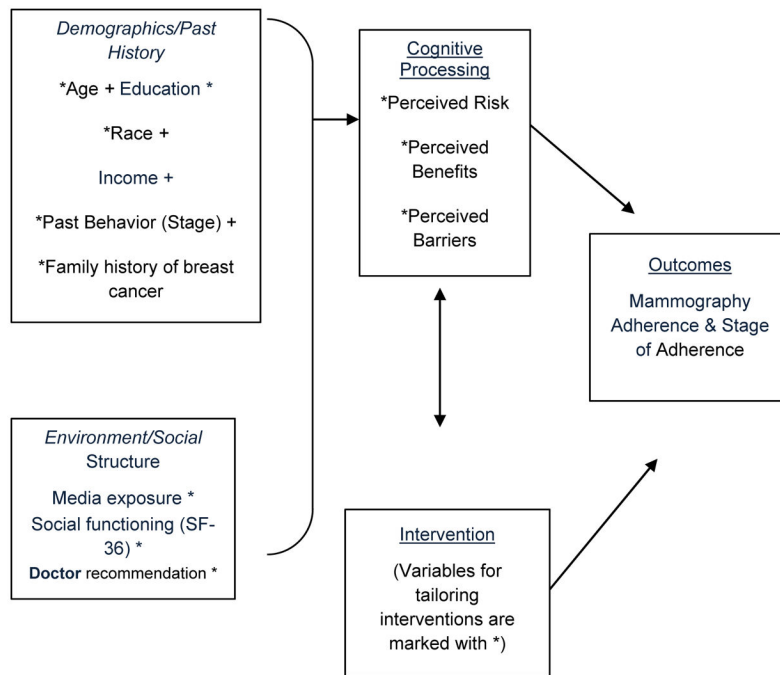 Demographics/Past
History
*Age + Education *
*Race +
Income +
*Past Behavior (Stage) +
*Family history of breast
cancer
Environment/Social
Structure
Media exposure *
Social functioning (SF-
36) *
Doctor recommendation *
Cognitive
Processing
*Perceived Risk
*Perceived
Benefits
*Perceived
Barriers
Intervention
(Variables for
tailoring
interventions are
marked with *)
Outcomes
Mammography
Adherence & Stage
of Adherence